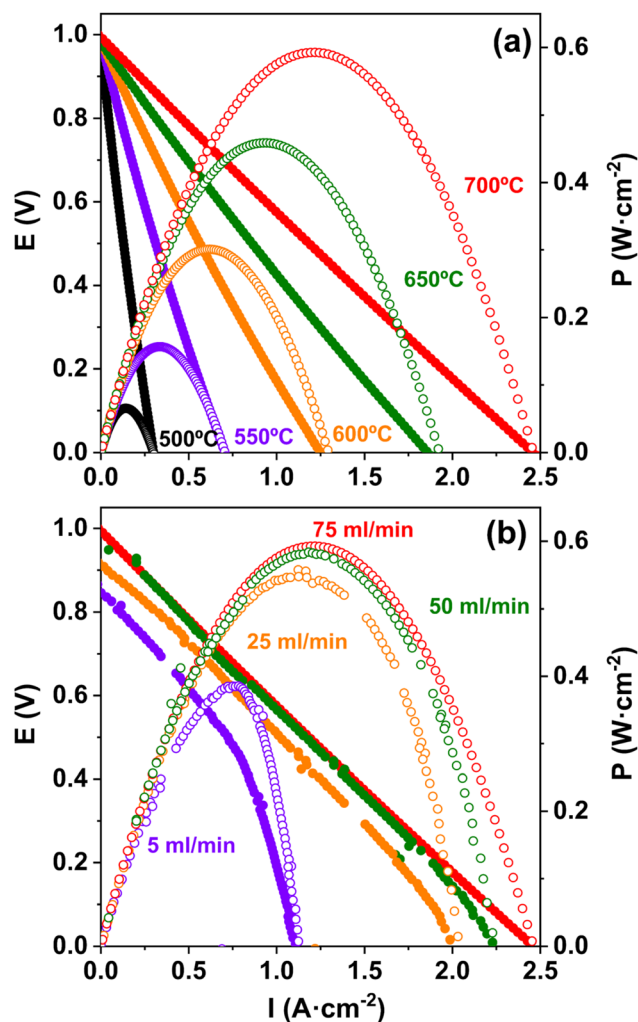 (a)
1.0
0.8
0.6
0.4
0.2
0.0
E (V)
0.6
0.4
0.2
0.0
P (W·cm-2)
700ºC
650ºC
600ºC
550ºC
500ºC
0.0 0.5 1.0 1.5 2.0 2.5
(b)
1.0
0.8
0.6
0.4
0.2
0.0
E (V)
0.6
0.4
0.2
0.0
P (W·cm-2)
75 ml/min
50 ml/min
25 ml/min
5 ml/min
0.0 0.5 1.0 1.5 2.0 2.5
I (A·cm-2)